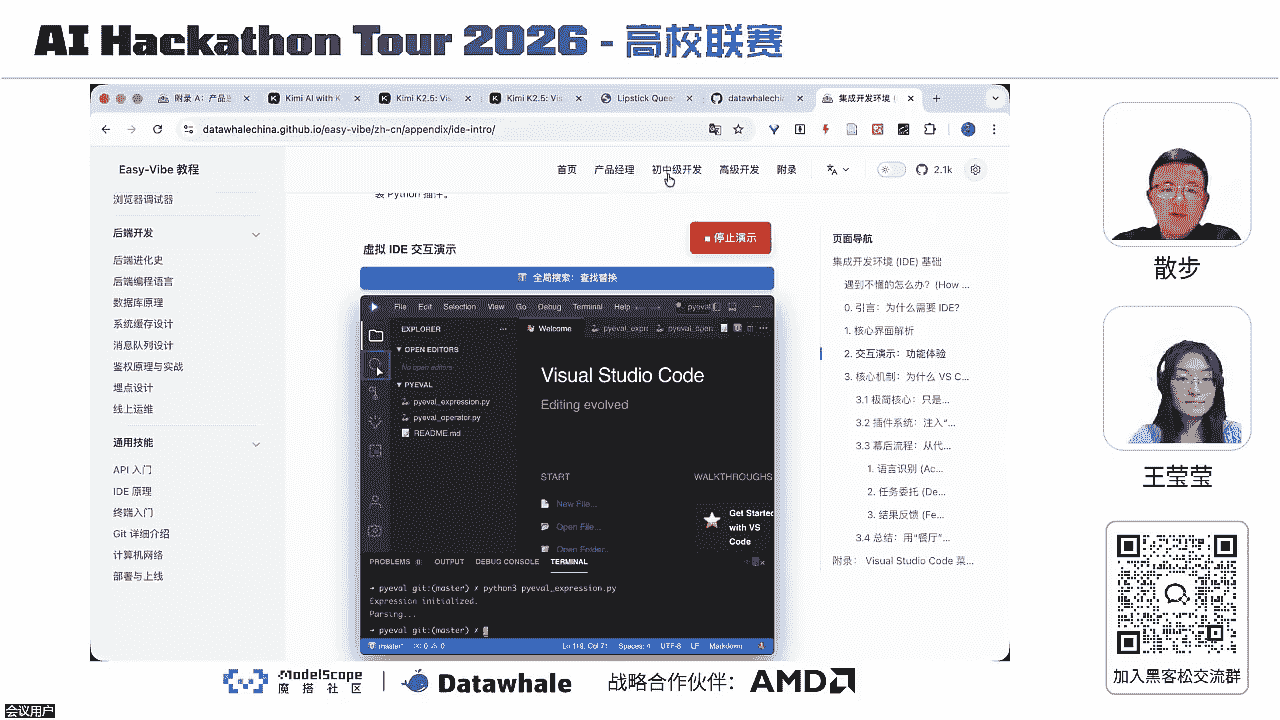 AI Hackathon Tour 2026 - 高校联赛
Kimi AI with K
Kimi K2.5: Vis
Kimi K2.5: Vis
Lipstick Queer
datawhalechi
集成开发环境 (
datawhalechina.github.io/easy-vibe/zh-cn/appendix/ide-intro/
Easy-Vibe 教程
首页
产品经理
初中级开发
高级开发
附录
2.1k
浏览器调试器
后端开发
后端进化史
后端编程语言
数据库原理
系统缓存设计
消息队列设计
鉴权原理与实战
埋点设计
线上运维
通用技能
API 入门
IDE 原理
终端入门
Git 详细介绍
计算机网络
部署与上线
装 Python 插件。
虚拟 IDE 交互演示
停止演示
全局搜索：查找替换
File Edit Selection View Go Debug Terminal Help
pyeval
EXPLORER
Welcome
pyeval_expre
pyeval_opera
OPEN EDITORS
No open editors
PYEVAL
pyeval_expression.py
pyeval_operator.py
README.md
Visual Studio Code
Editing evolved
START
WALKTHROUGHS
New File...
Open File...
Open Folder...
Get Started
with VS
Code
PROBLEMS 0 OUTPUT DEBUG CONSOLE TERMINAL
→ pyeval git:(master) ✗ python3 pyeval_expression.py
Expression initialized.
Parsing...
→ pyeval git:(master) ✗
master*
Spaces: 4 UTF-8 LF Markdown
页面导航
集成开发环境 (IDE) 基础
遇到不懂的怎么办？(How ...
0. 引言：为什么需要 IDE?
1. 核心界面解析
2. 交互演示：功能体验
3. 核心机制：为什么 VS C...
3.1 极简核心：只是...
3.2 插件系统：注入“...
3.3 幕后流程：从代...
1. 语言识别 (Ac...
2. 任务委托 (De...
3. 结果反馈 (Fe...
3.4 总结：用“餐厅”...
附录： Visual Studio Code 菜...
散步
王莹莹
加入黑客松交流群
ModelScope
魔搭社区
Datawhale
战略合作伙伴：
AMD
会议用户